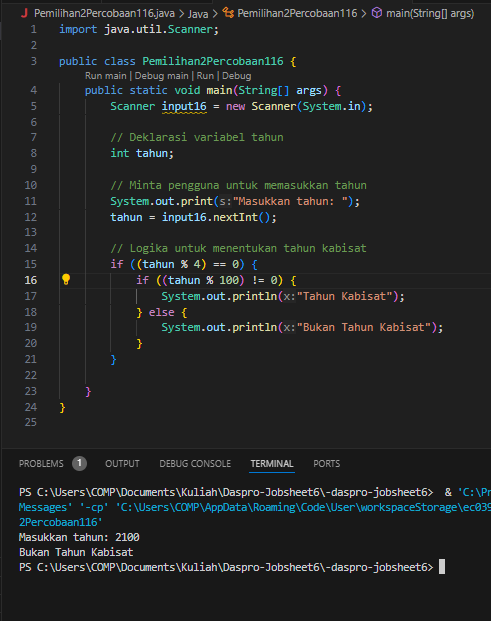 Pemilihan2Percobaan116.java > Java > Pemilihan2Percobaan116 > main(String[] args)
1 import java.util.Scanner;
2
3 public class Pemilihan2Percobaan116 {
Run main | Debug main | Run | Debug
4 public static void main(String[] args) {
5 Scanner input16 = new Scanner(System.in);
6
7 // Deklarasi variabel tahun
8 int tahun;
9
10 // Minta pengguna untuk memasukkan tahun
11 System.out.print(s:"Masukkan tahun: ");
12 tahun = input16.nextInt();
13
14 // Logika untuk menentukan tahun kabisat
15 if ((tahun % 4) == 0) {
16 if ((tahun % 100) != 0) {
17 System.out.println(x:"Tahun Kabisat");
18 } else {
19 System.out.println(x:"Bukan Tahun Kabisat");
20 }
21 }
22
23 }
24 }
25
PROBLEMS 1 OUTPUT DEBUG CONSOLE TERMINAL PORTS
PS C:\Users\COMP\Documents\Kuliah\Daspro-Jobsheet6\-daspro-jobsheet6> & 'C:\Pr
Messages' '-cp' 'C:\Users\COMP\AppData\Roaming\Code\User\workspaceStorage\ec039
2Percobaan116'
Masukkan tahun: 2100
Bukan Tahun Kabisat
PS C:\Users\COMP\Documents\Kuliah\Daspro-Jobsheet6\-daspro-jobsheet6>